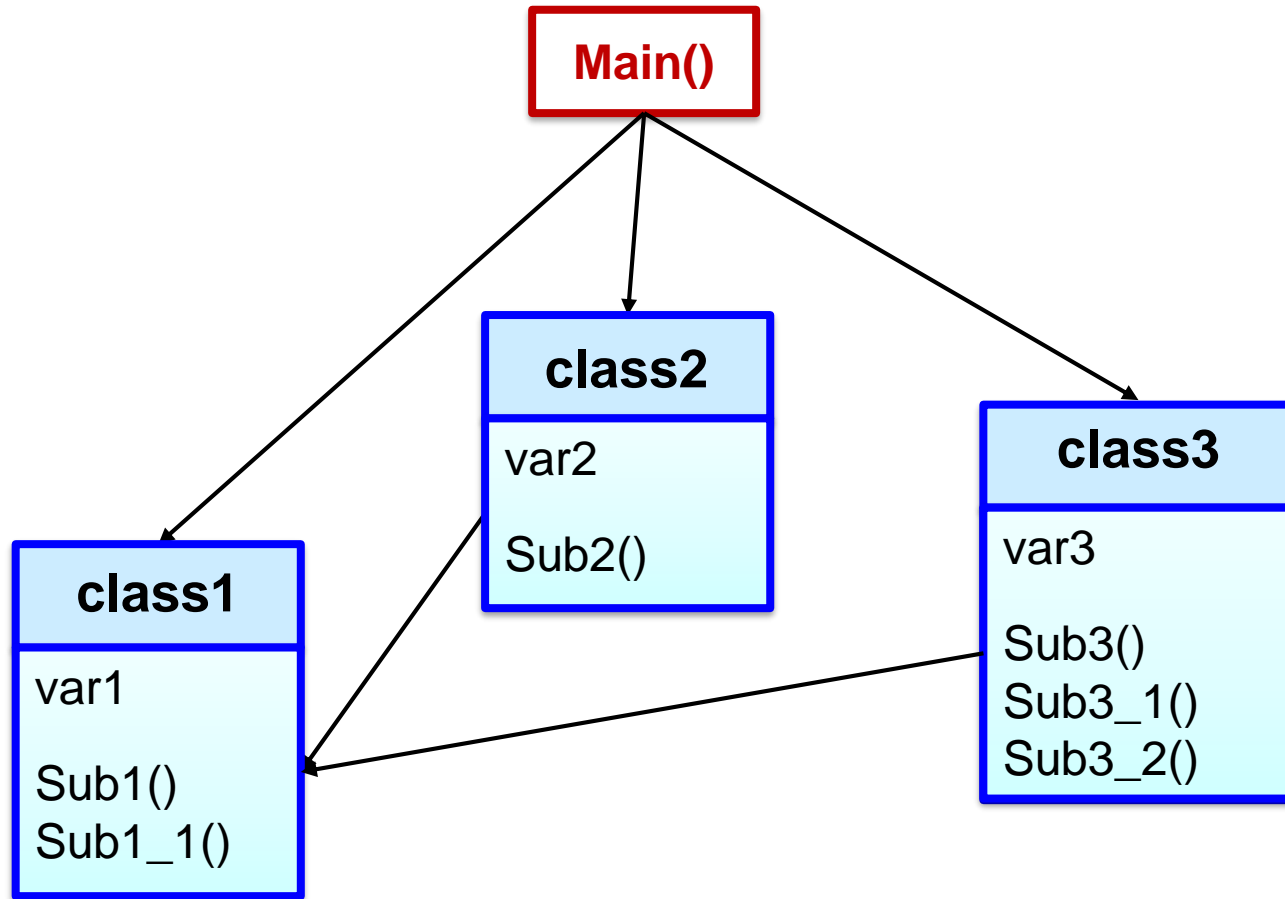 Main()
class2
var2
Sub2()
class3
var3
Sub3()
Sub3_1()
Sub3_2()
class1
var1
Sub1()
Sub1_1()